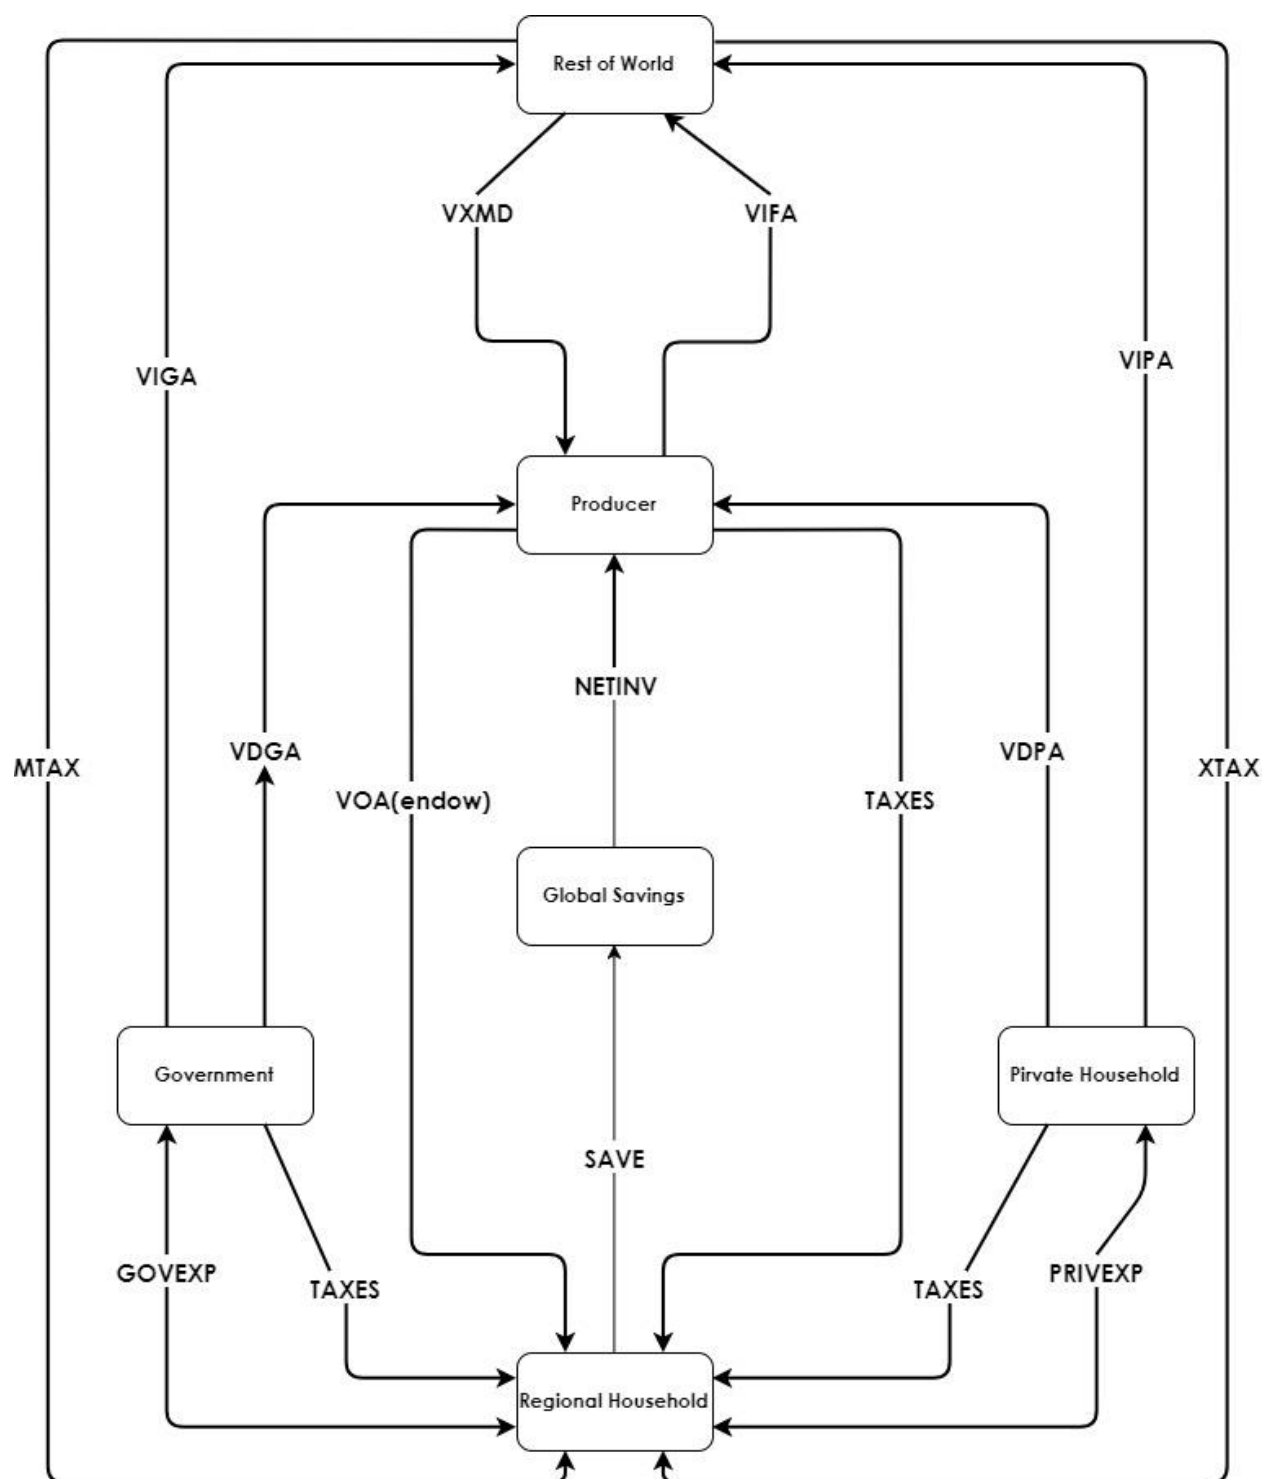 Rest of World
VXMD
VIFA
VIGA
VIPA
Producer
NETINV
VDGA
VDPA
MTAX
XTAX
VOA(endow)
TAXES
Global Savings
Government
Pirvate Household
SAVE
GOVEXP
TAXES
TAXES
PRIVEXP
Regional Household